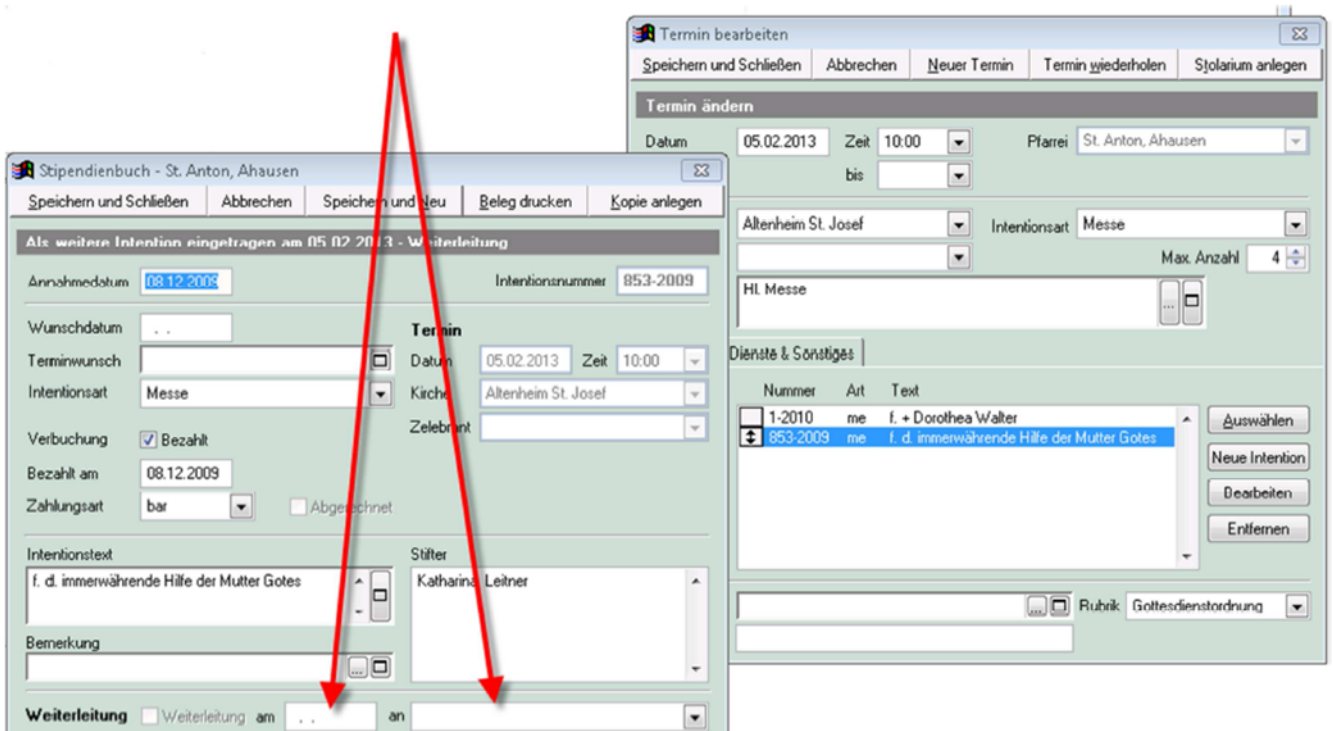 Termin bearbeiten
Speichern und Schließen Abbrechen Neuer Termin Termin wiederholen Stolarium anlegen
Termin ändern
Datum 05.02.2013 Zeit 10:00 Pfarrei St. Anton, Ahausen
bis
Altenheim St. Josef Intentionsart Messe
Max. Anzahl 4
Hl. Messe
...
Dienste & Sonstiges
Nummer Art Text
1-2010 me f. + Dorothea Walter
853-2009 me f. d. immerwährende Hilfe der Mutter Gotes
Auswählen
Neue Intention
Bearbeiten
Entfernen
... Rubrik Gottesdienstordnung
Stipendienbuch - St. Anton, Ahausen
Speichern und Schließen Abbrechen Speichern und Neu Beleg drucken Kopie anlegen
Als weitere Intention eingetragen am 05.02.2013 - Weiterleitung
Annahmedatum 08.12.2009 Intentionsnummer 853-2009
Wunschdatum . . Termin
Terminwunsch Datum 05.02.2013 Zeit 10:00
Intentionsart Messe Kirche Altenheim St. Josef
Zelebrant
Verbuchung Bezahlt
Bezahlt am 08.12.2009
Zahlungsart bar Abgerechnet
Intentionstext Stifter
f. d. immerwährende Hilfe der Mutter Gotes Katharina Leitner
Bemerkung
...
Weiterleitung Weiterleitung am . . an